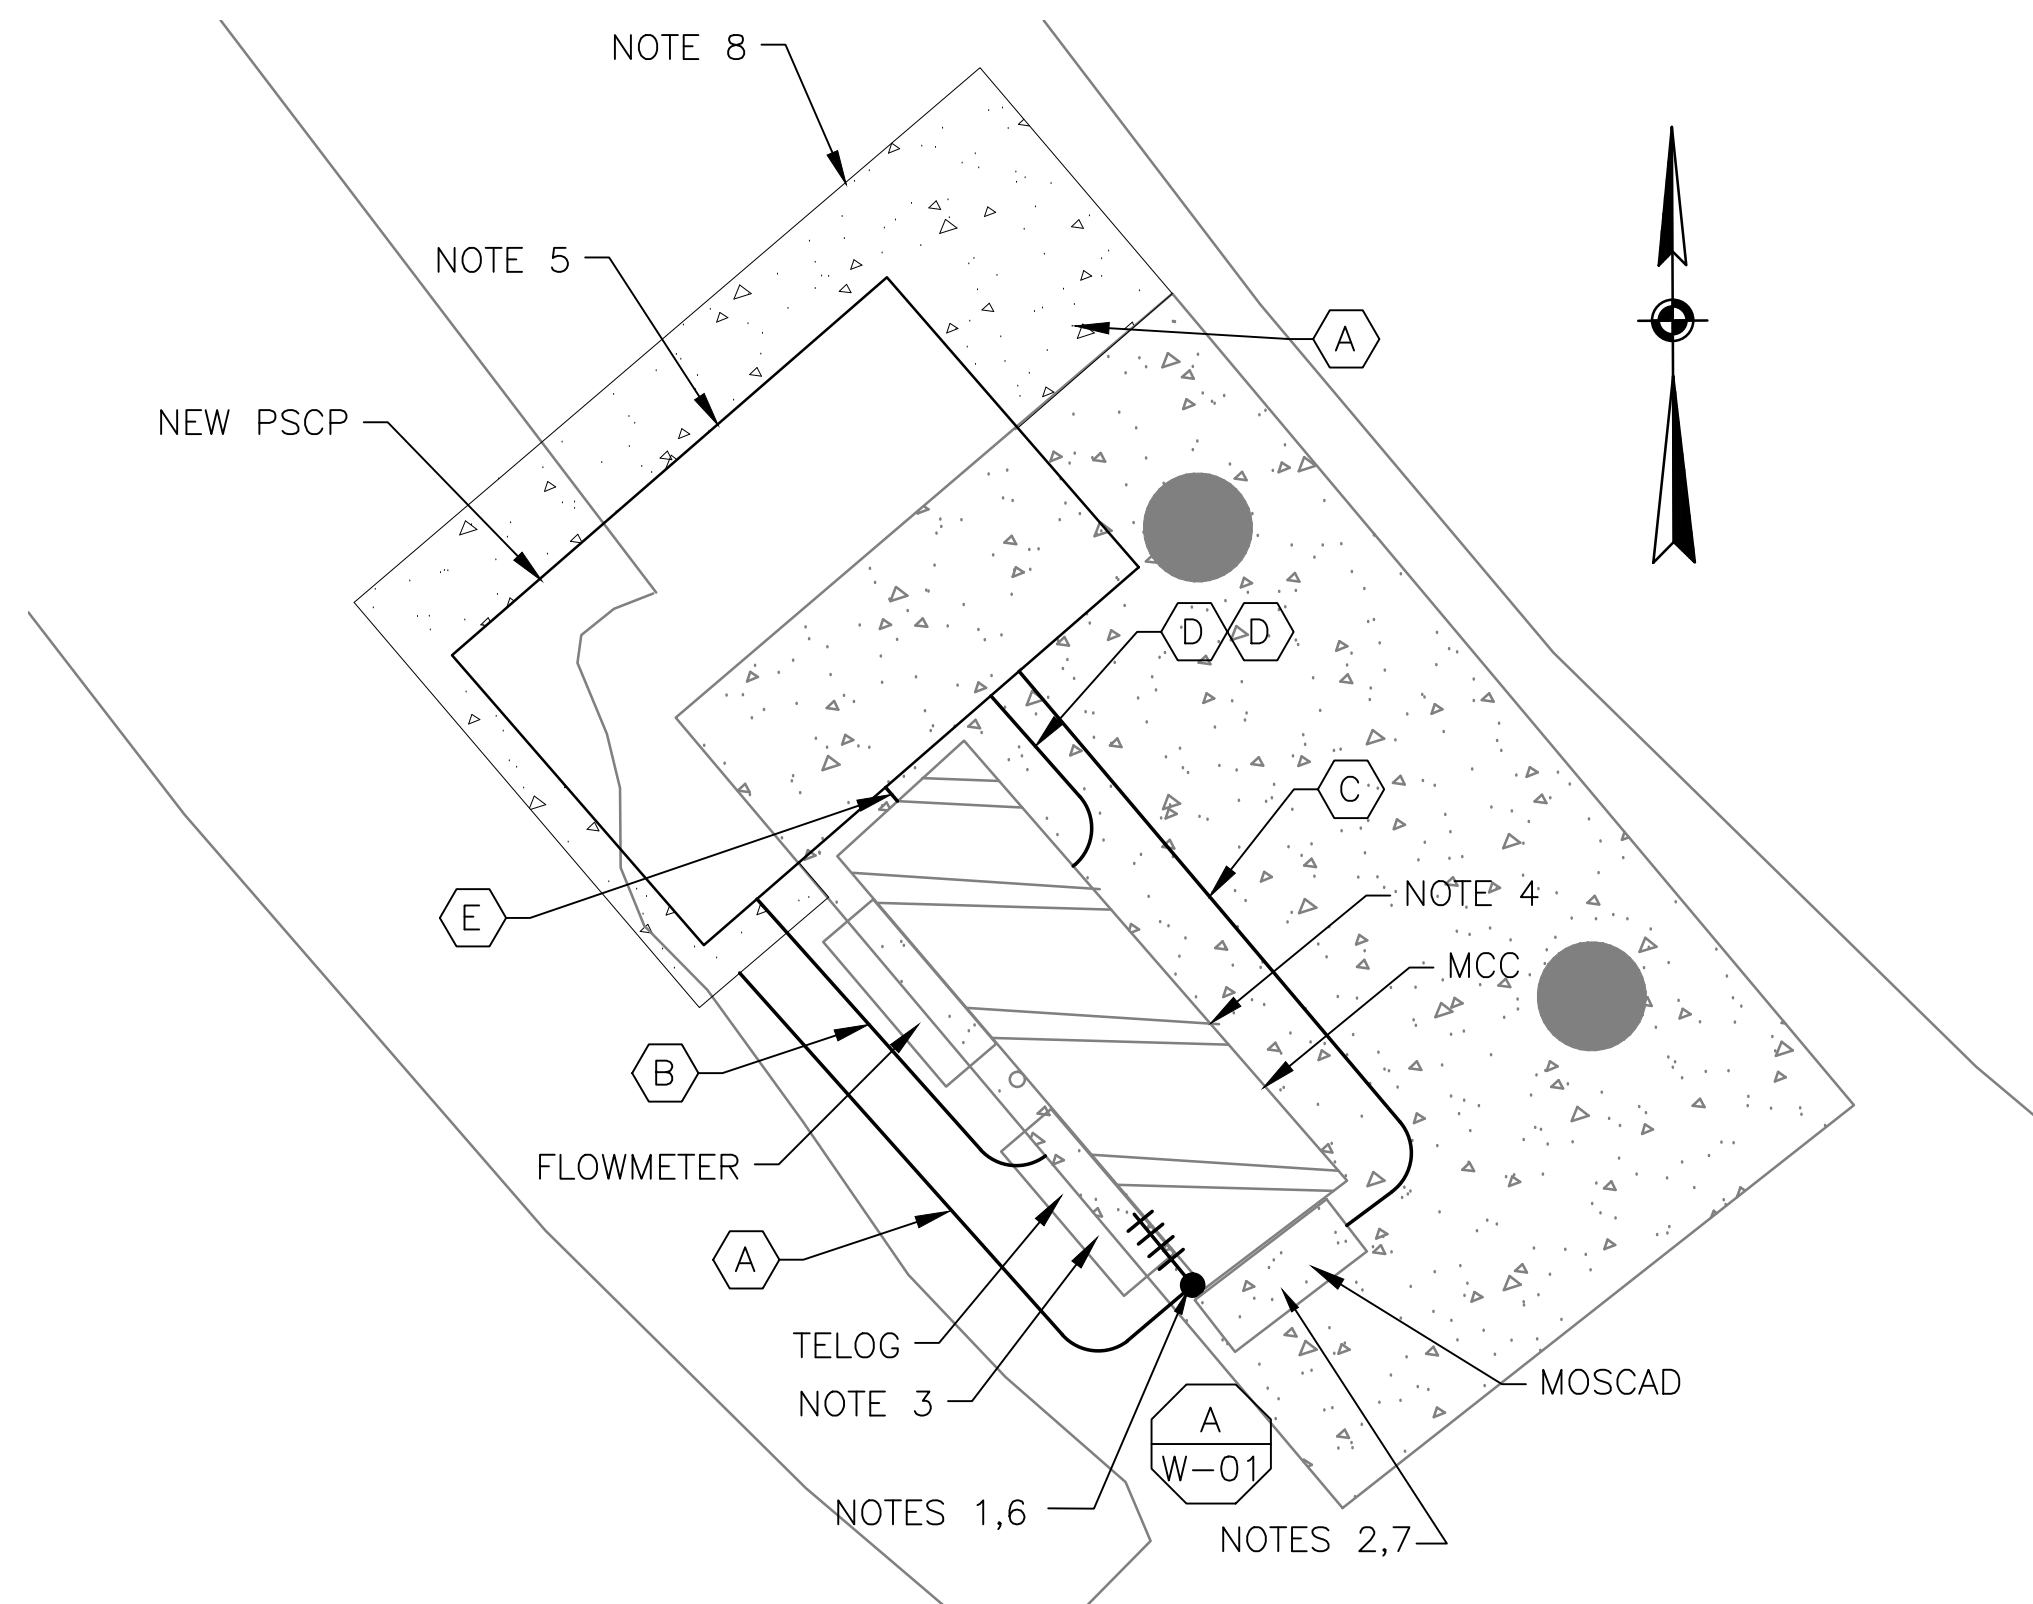 NOTE 8
NOTE 5
A
NEW PSCP
D D
C
NOTE 4
E
MCC
B
FLOWMETER
A
TELOG
NOTE 3
MOSCAD
A
W-01
NOTES 1,6
NOTES 2,7